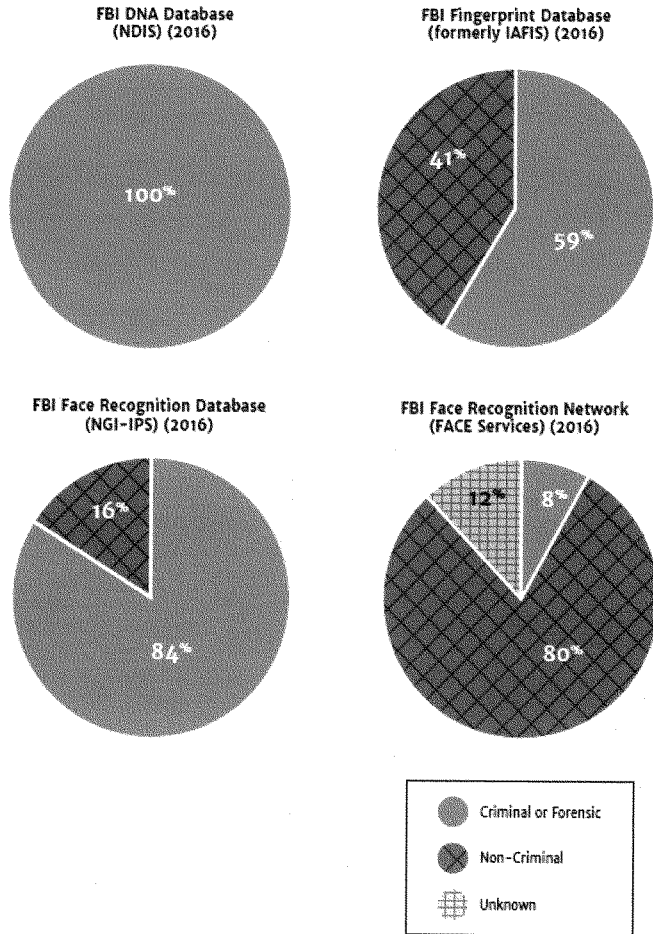 FBI DNA Database
(NDIS) (2016)
100%
FBI Fingerprint Database
(formerly IAFIS) (2016)
41%
59%
FBI Face Recognition Database
(NGI-IPS) (2016)
16%
84%
FBI Face Recognition Network
(FACE Services) (2016)
12%
8%
80%
Criminal or Forensic
Non-Criminal
Unknown